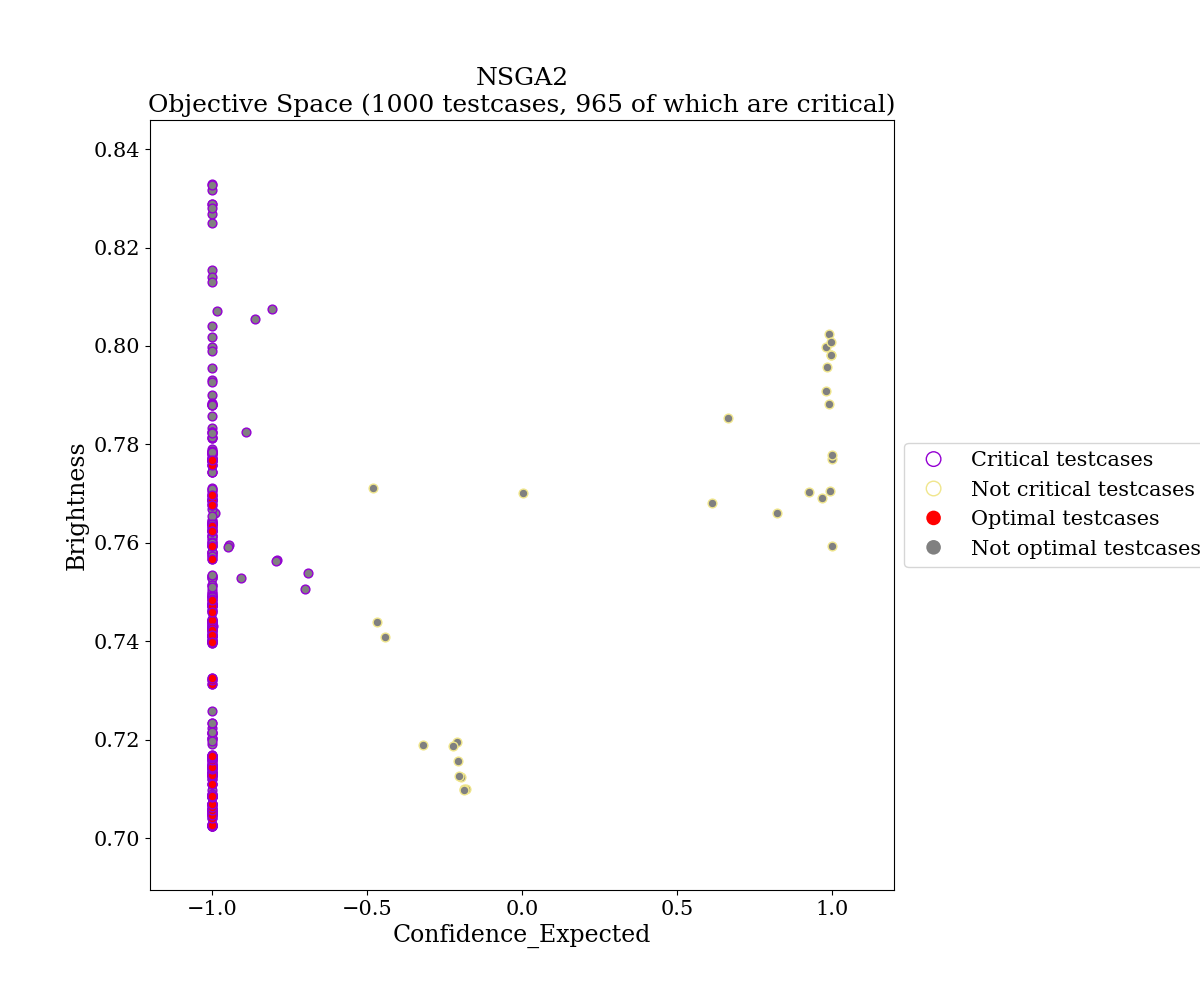 NSGA2
Objective Space (1000 testcases, 965 of which are critical)
0.84
0.82
0.80
0.78
0.76
0.74
0.72
0.70
Brightness
−1.0
−0.5
0.0
0.5
1.0
Confidence_Expected
Critical testcases
Not critical testcases
Optimal testcases
Not optimal testcases